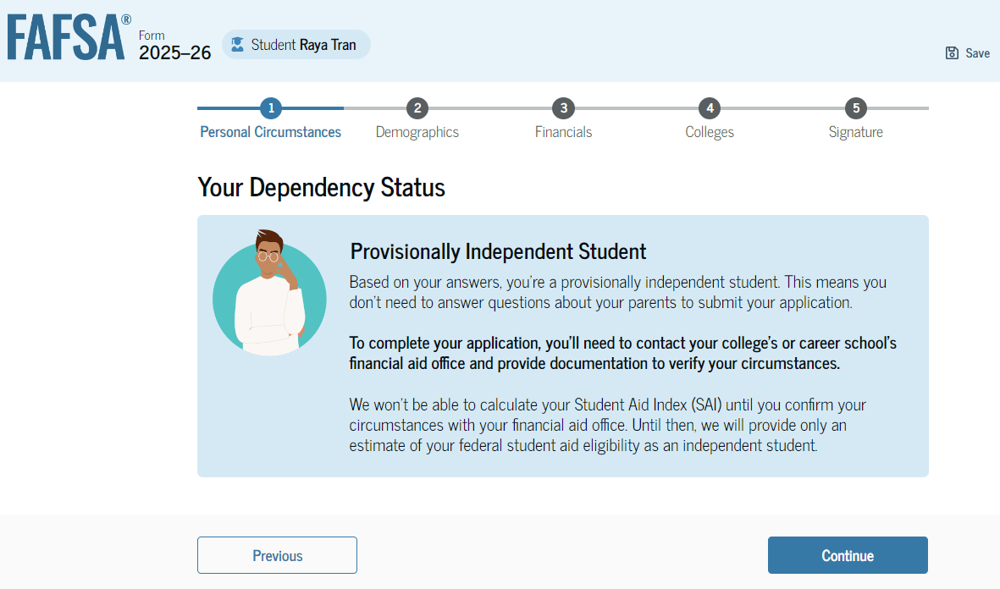 FAFSA®
Form
2025–26
Student Raya Tran
Save
1
2
3
4
5
Personal Circumstances
Demographics
Financials
Colleges
Signature
Your Dependency Status
Provisionally Independent Student
Based on your answers, you're a provisionally independent student. This means you
don't need to answer questions about your parents to submit your application.
To complete your application, you'll need to contact your college's or career school's
financial aid office and provide documentation to verify your circumstances.
We won't be able to calculate your Student Aid Index (SAI) until you confirm your
circumstances with your financial aid office. Until then, we will provide only an
estimate of your federal student aid eligibility as an independent student.
Previous
Continue